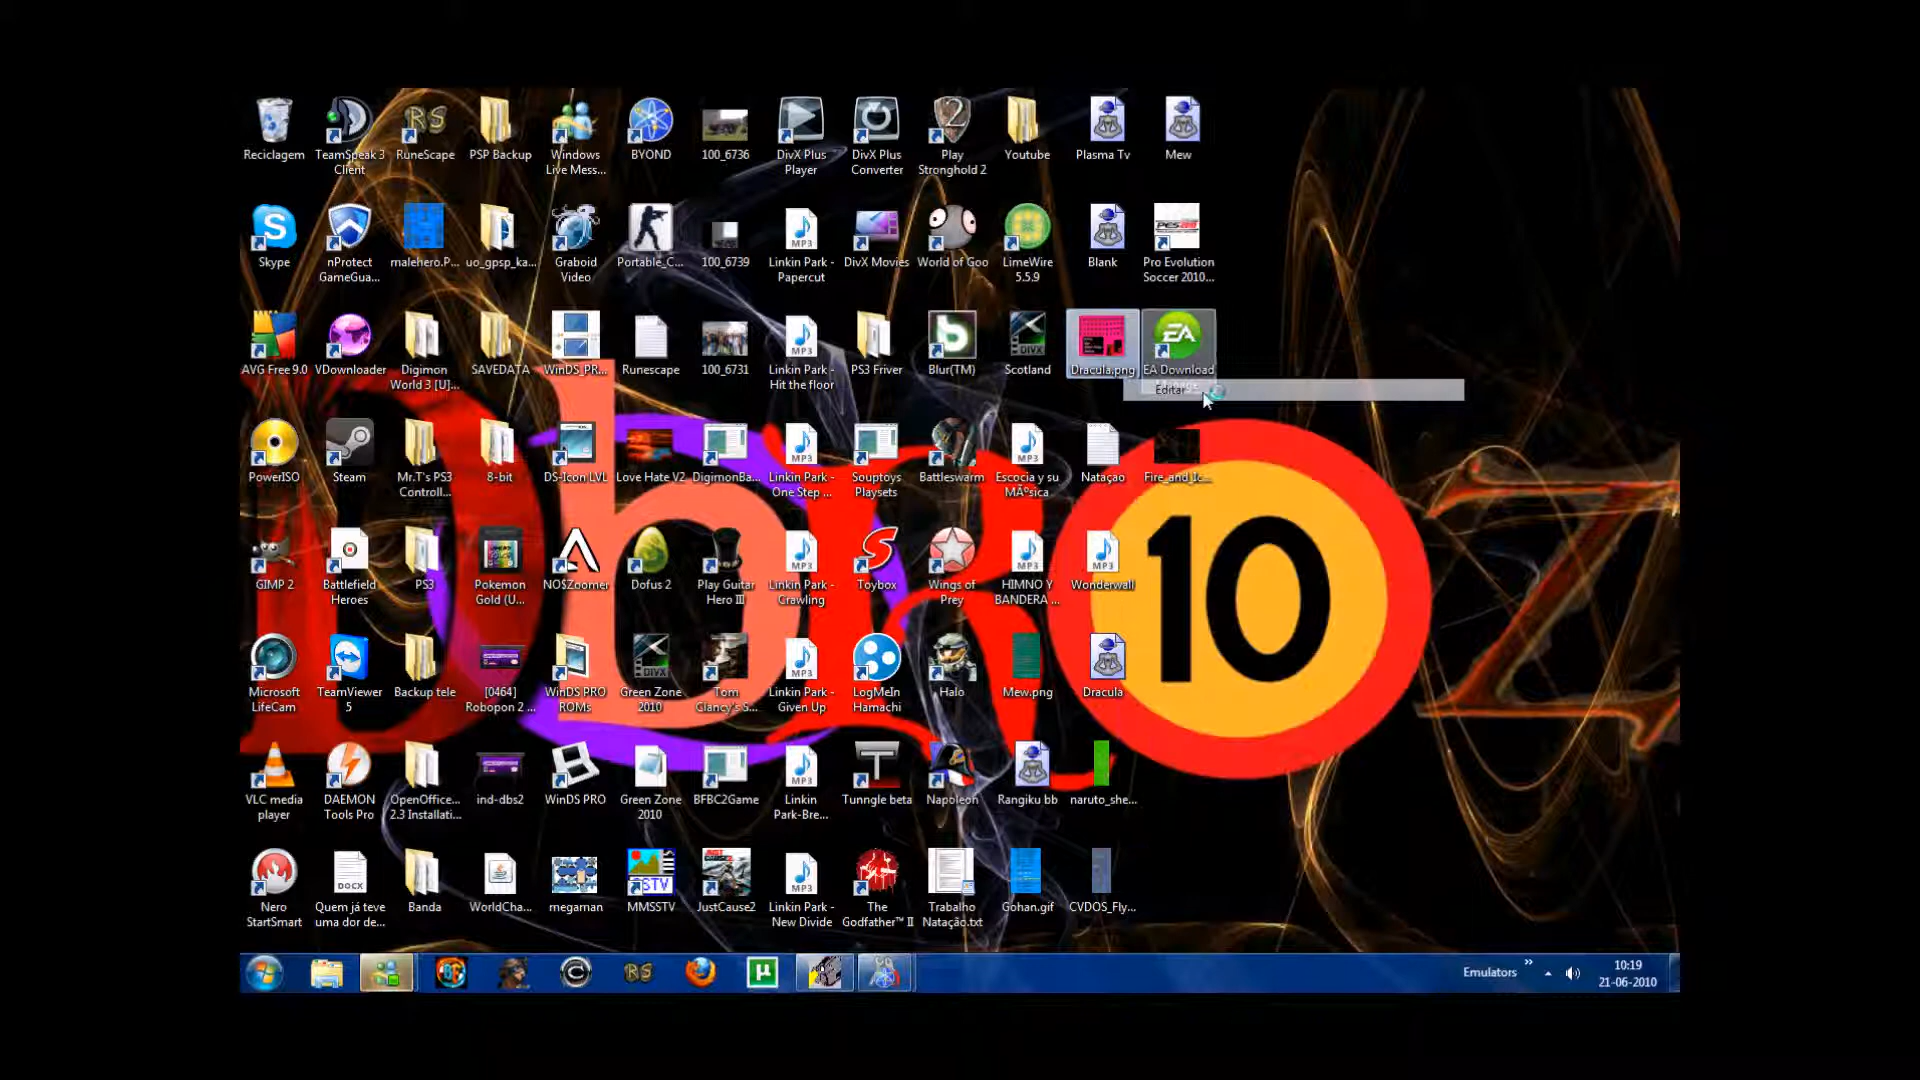 Reciclagem
TeamSpeak 3
Client
RuneScape
PSP Backup
Windows
Live Mess...
BYOND
100_6736
DivX Plus
Player
DivX Plus
Converter
Play
Stronghold 2
Youtube
Plasma Tv
Mew
Skype
nProtect
GameGua...
malehero.P...
uo_gpsp_ka...
Graboid
Video
Portable_C...
100_6739
Linkin Park -
Papercut
DivX Movies
World of Goo
LimeWire
5.5.9
Blank
Pro Evolution
Soccer 2010...
AVG Free 9.0
VDownloader
Digimon
World 3 [U]...
SAVEDATA
WinDS_PR...
Runescape
100_6731
Linkin Park -
Hit the floor
PS3 Friver
Blur(TM)
Scotland
Dracula.png
EA Download
Editar
PowerISO
Steam
Mr.T's PS3
Controll...
8-bit
DS-Icon LVL
Love Hate V2
DigimonBa...
Linkin Park -
One Step ...
Souptoys
Playsets
Battleswarm
Escocia y su
MÃºsica
Nataçao
Fire_and_Ic...
GIMP 2
Battlefield
Heroes
PS3
Pokemon
Gold (U...
NO$Zoomer
Dofus 2
Play Guitar
Hero III
Linkin Park -
Crawling
Toybox
Wings of
Prey
HIMNO Y
BANDERA ...
Wonderwall
Microsoft
LifeCam
TeamViewer
5
Backup tele
[0464]
Robopon 2 ...
WinDS PRO
ROMs
Green Zone
2010
Tom
Clancy's S...
Linkin Park -
Given Up
LogMeIn
Hamachi
Halo
Mew.png
Dracula
VLC media
player
DAEMON
Tools Pro
OpenOffice...
2.3 Installati...
ind-dbs2
WinDS PRO
Green Zone
2010
BFBC2Game
Linkin
Park-Bre...
Tunngle beta
Napoleon
Rangiku bb
naruto_she...
Nero
StartSmart
Quem já teve
uma dor de...
Banda
WorldCha...
megaman
MMSSTV
JustCause2
Linkin Park -
New Divide
The
Godfather™ II
Trabalho
Natação.txt
Gohan.gif
CVDOS_Fly...
DbR10Z
Emulators
10:19
21-06-2010